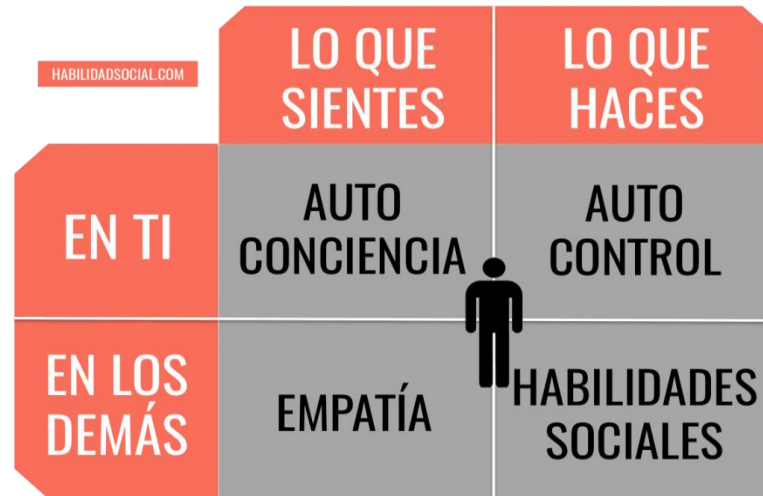 HABILIDADSOCIAL.COM
LO QUE
SIENTES
LO QUE
HACES
EN TI
AUTO
CONCIENCIA
AUTO
CONTROL
EN LOS
DEMÁS
EMPATÍA
HABILIDADES
SOCIALES